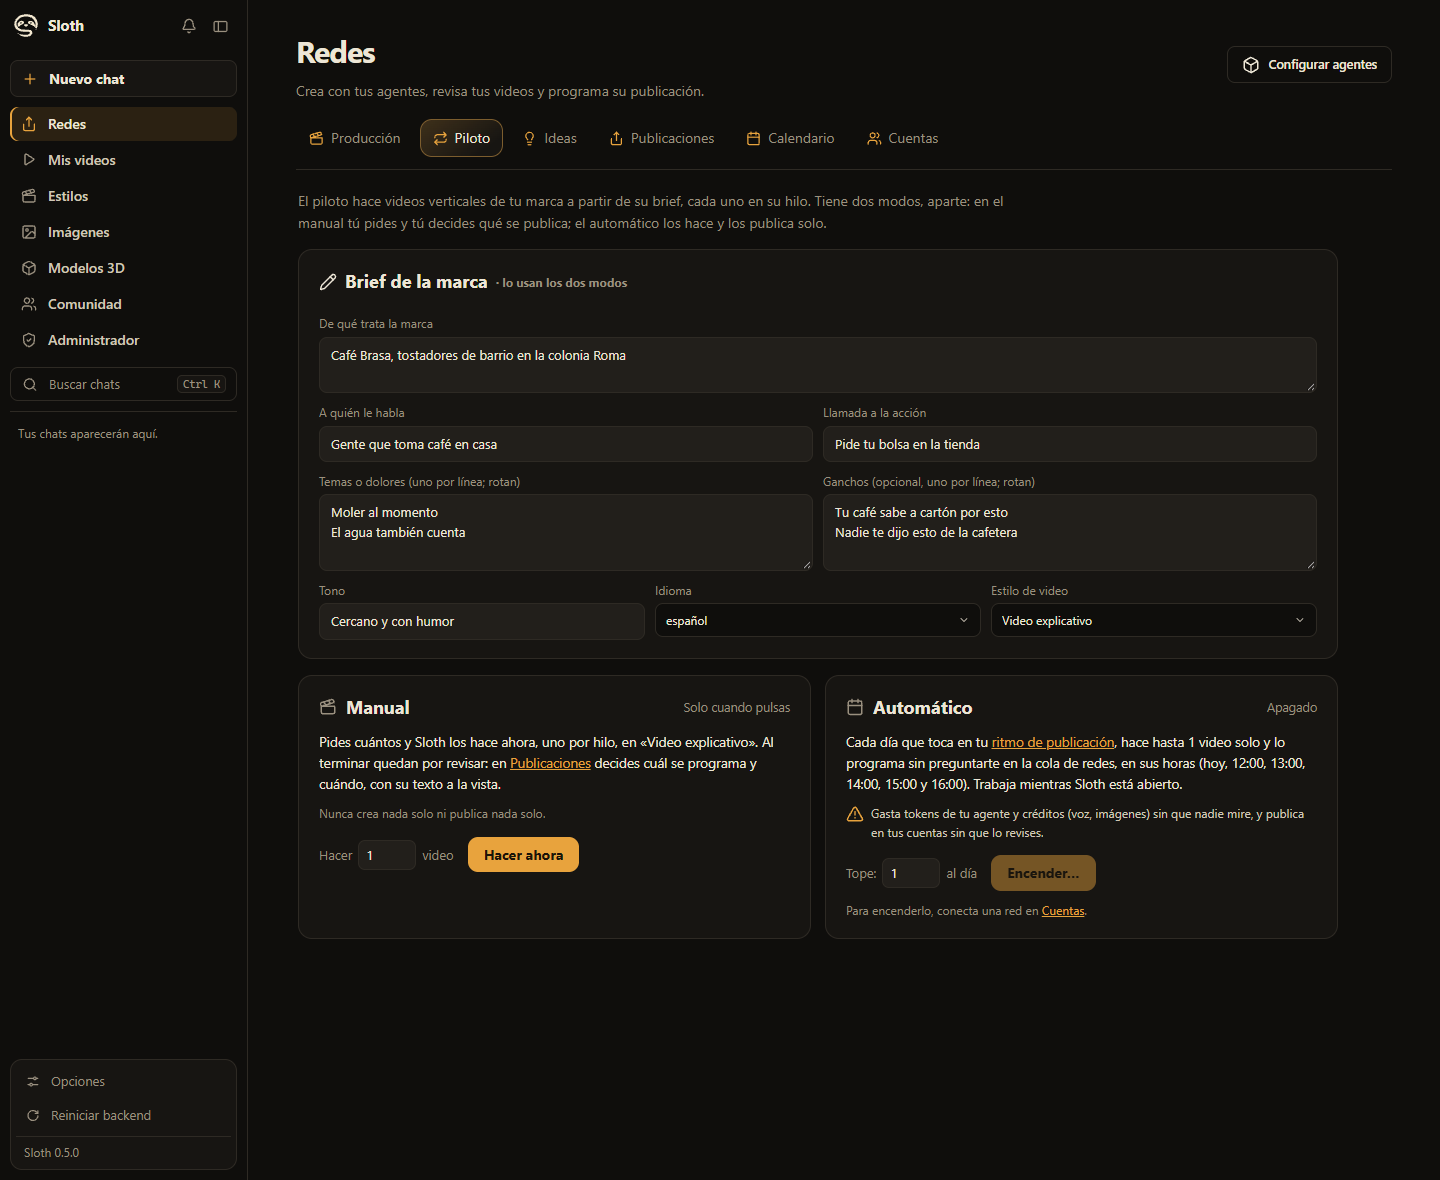 Sloth
Nuevo chat
Redes
Mis videos
Estilos
Imágenes
Modelos 3D
Comunidad
Administrador
Buscar chats Ctrl K
Tus chats aparecerán aquí.
Opciones
Reiniciar backend
Sloth 0.5.0
Redes
Crea con tus agentes, revisa tus videos y programa su publicación.
Configurar agentes
Producción Piloto Ideas Publicaciones Calendario Cuentas
El piloto hace videos verticales de tu marca a partir de su brief, cada uno en su hilo. Tiene dos modos, aparte: en el
manual tú pides y tú decides qué se publica; el automático los hace y los publica solo.
Brief de la marca · lo usan los dos modos
De qué trata la marca
Café Brasa, tostadores de barrio en la colonia Roma
A quién le habla
Gente que toma café en casa
Llamada a la acción
Pide tu bolsa en la tienda
Temas o dolores (uno por línea; rotan)
Moler al momento
El agua también cuenta
Ganchos (opcional, uno por línea; rotan)
Tu café sabe a cartón por esto
Nadie te dijo esto de la cafetera
Tono
Cercano y con humor
Idioma
español
Estilo de video
Video explicativo
Manual
Solo cuando pulsas
Pides cuántos y Sloth los hace ahora, uno por hilo, en «Video explicativo». Al
terminar quedan por revisar: en Publicaciones decides cuál se programa y
cuándo, con su texto a la vista.
Nunca crea nada solo ni publica nada solo.
Hacer 1 video Hacer ahora
Automático
Apagado
Cada día que toca en tu ritmo de publicación, hace hasta 1 video solo y lo
programa sin preguntarte en la cola de redes, en sus horas (hoy, 12:00, 13:00,
14:00, 15:00 y 16:00). Trabaja mientras Sloth está abierto.
Gasta tokens de tu agente y créditos (voz, imágenes) sin que nadie mire, y publica
en tus cuentas sin que lo revises.
Tope: 1 al día Encender...
Para encenderlo, conecta una red en Cuentas.